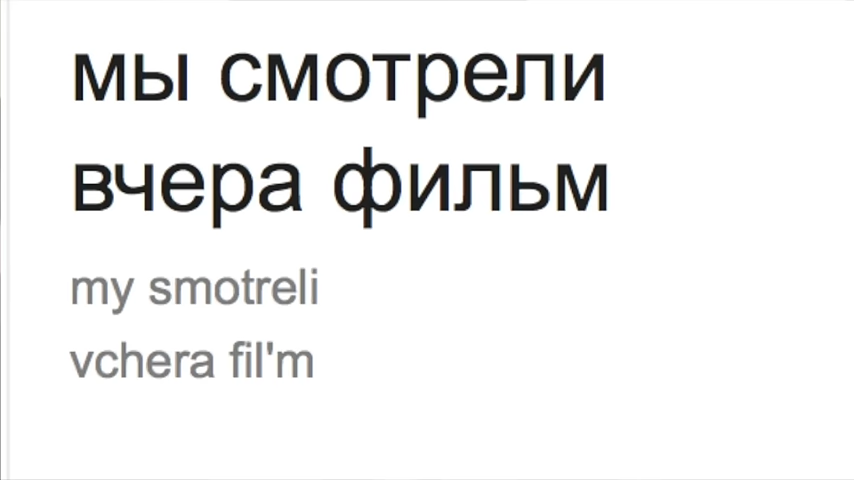 мы смотрели
вчера фильм
my smotreli
vchera fil'm